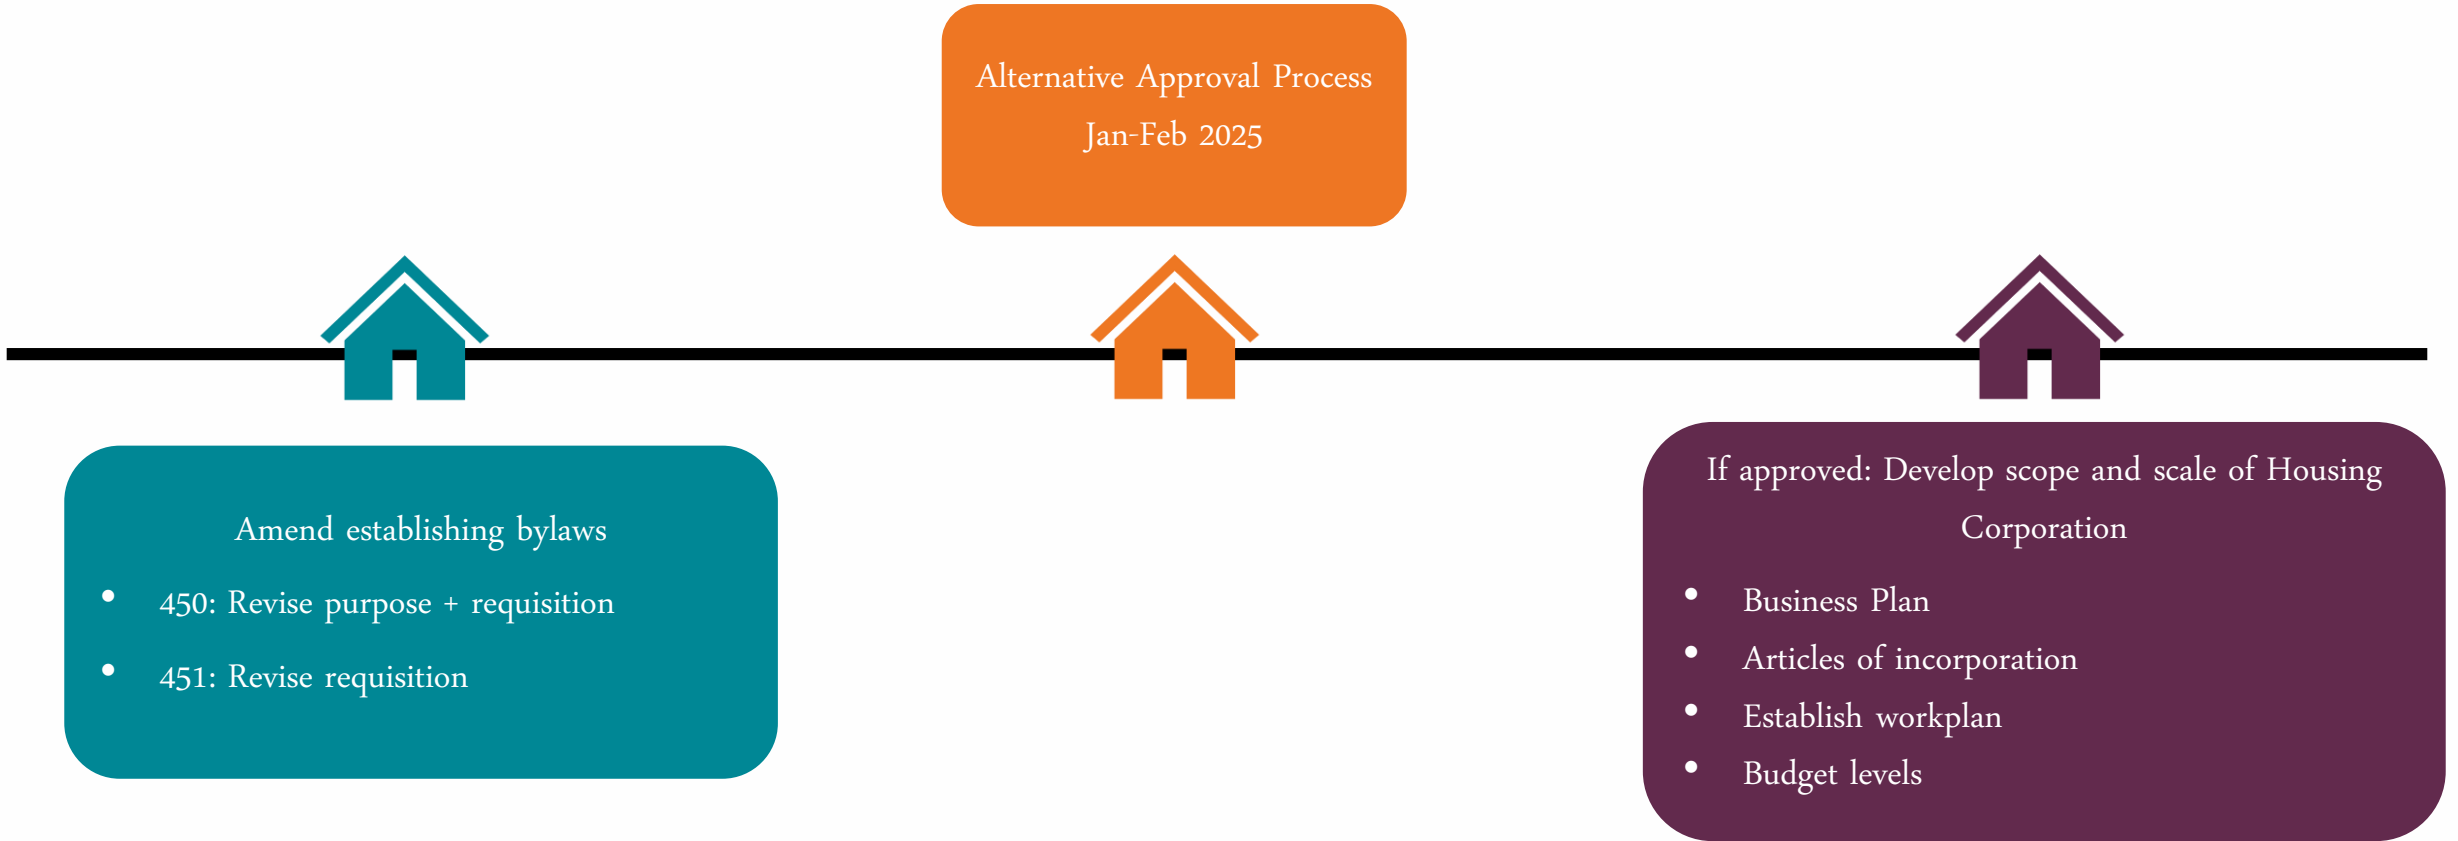 Alternative Approval Process
Jan-Feb 2025
Amend establishing bylaws
• 450: Revise purpose + requisition
• 451: Revise requisition
If approved: Develop scope and scale of Housing
Corporation
• Business Plan
• Articles of incorporation
• Establish workplan
• Budget levels